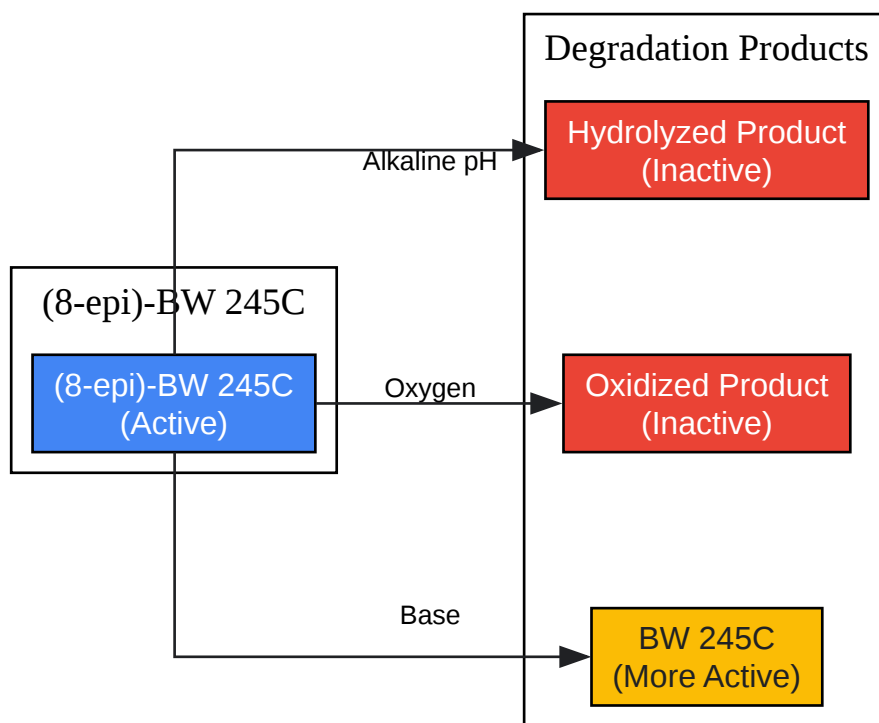 Degradation Products
Hydrolyzed Product
(Inactive)
Alkaline pH
(8-epi)-BW 245C
(8-epi)-BW 245C
(Active)
Oxygen
Oxidized Product
(Inactive)
Base
BW 245C
(More Active)